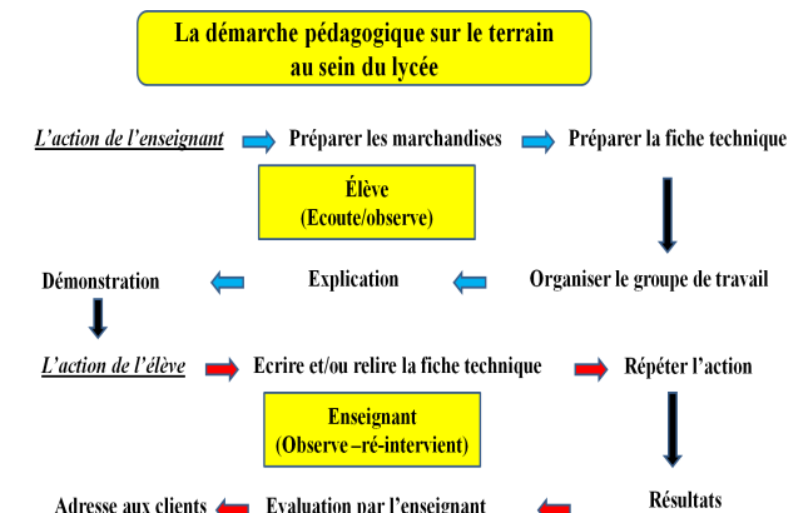 La démarche pédagogique sur le terrain
au sein du lycée
L'action de l'enseignant
Préparer les marchandises
Préparer la fiche technique
Élève
(Ecoute/observe)
Organiser le groupe de travail
Explication
Démonstration
L'action de l'élève
Ecrire et/ou relire la fiche technique
Répéter l'action
Enseignant
(Observe –ré-intervient)
Résultats
Evaluation par l'enseignant
Adresse aux clients